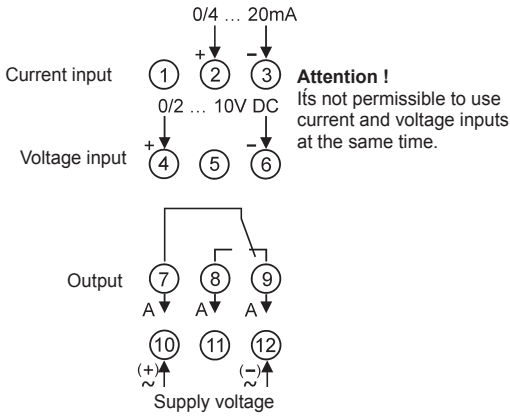 0/4 ... 20mA
+ –
Current input 1 2 3
Attention !
Iťs not permissible to use
current and voltage inputs
at the same time.
0/2 ... 10V DC
+ –
Voltage input 4 5 6
Output 7 8 9
A A A
10 11 12
(+) (–)
~ ~
Supply voltage